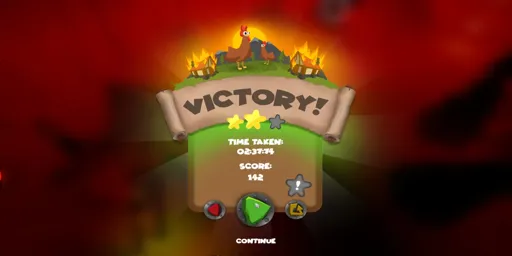 VICTORY!
TIME TAKEN:
02:37:74
SCORE:
142
!
CONTINUE